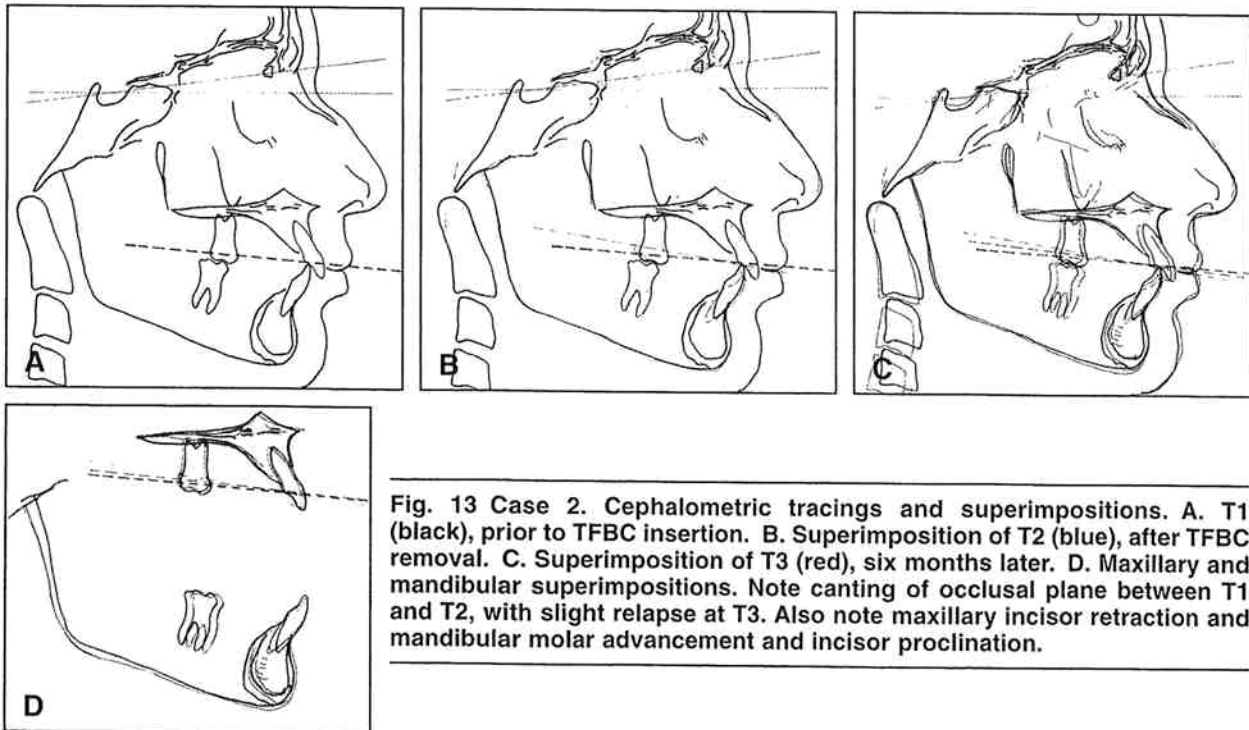 A
B
C
D
Fig. 13 Case 2. Cephalometric tracings and superimpositions. A. T1
(black), prior to TFBC insertion. B. Superimposition of T2 (blue), after TFBC
removal. C. Superimposition of T3 (red), six months later. D. Maxillary and
mandibular superimpositions. Note canting of occlusal plane between T1
and T2, with slight relapse at T3. Also note maxillary incisor retraction and
mandibular molar advancement and incisor proclination.